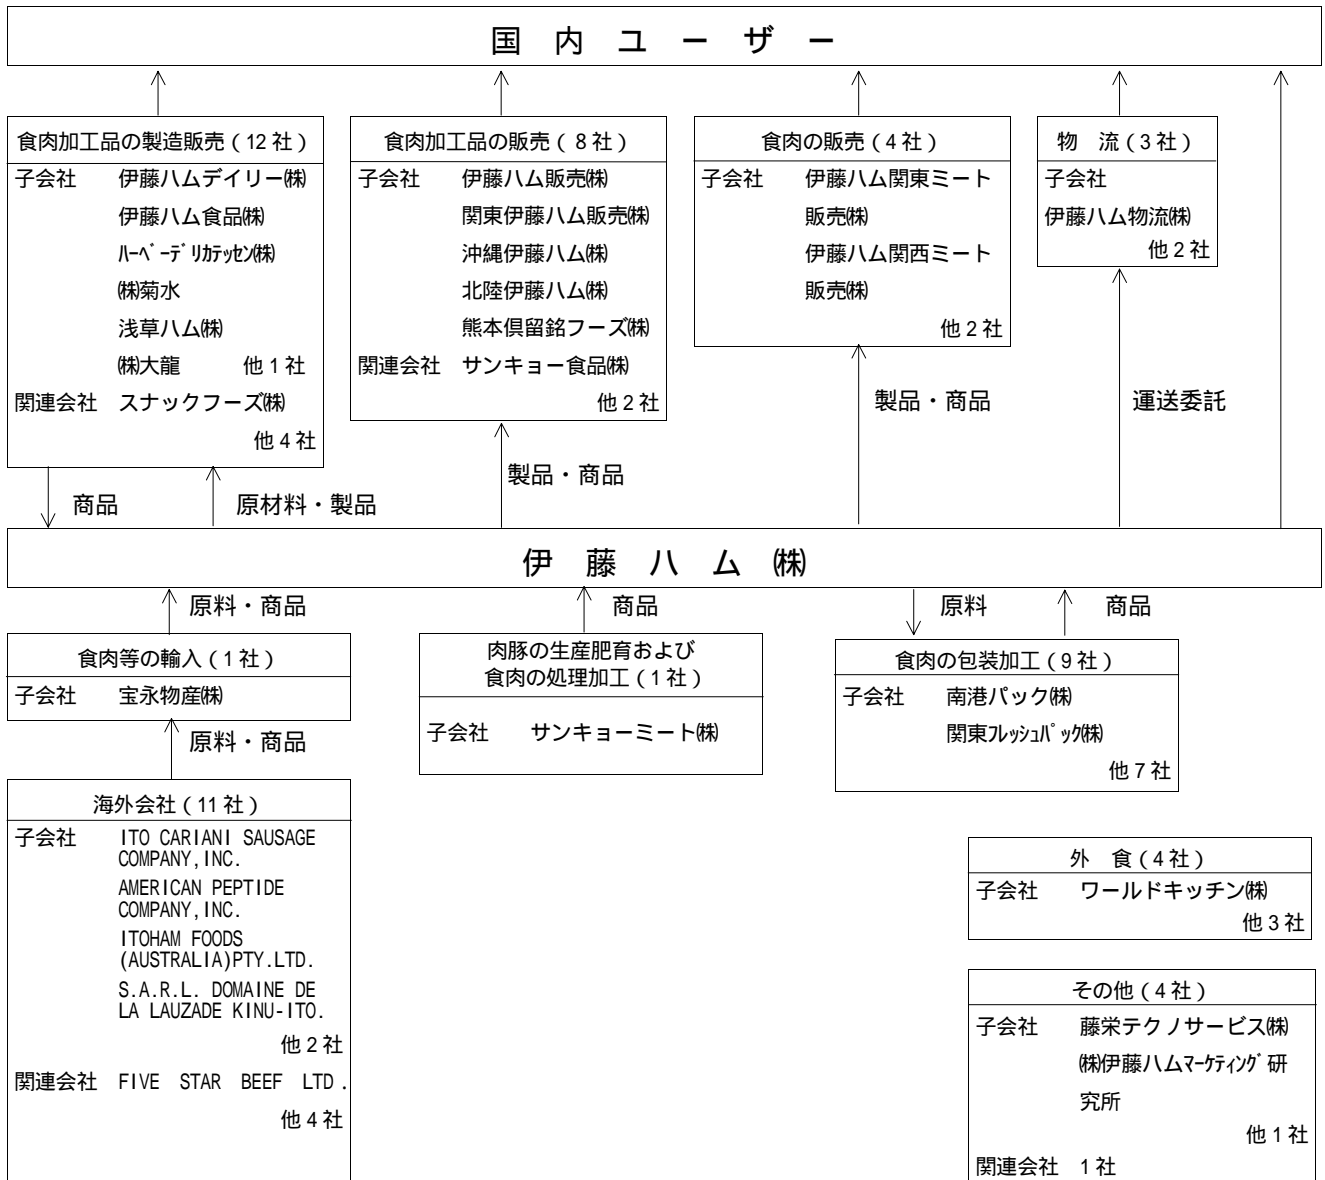 国 内 ユ ー ザ ー
食肉加工品の製造販売（12社）
子会社 伊藤ハムデイリー㈱
伊藤ハム食品㈱
ハーベーデリカテッセン㈱
㈱菊水
浅草ハム㈱
㈱大龍 他1社
関連会社 スナックフーズ㈱
他4社
食肉加工品の販売（8社）
子会社 伊藤ハム販売㈱
関東伊藤ハム販売㈱
沖縄伊藤ハム㈱
北陸伊藤ハム㈱
熊本倶留銘フーズ㈱
関連会社 サンキョー食品㈱
他2社
食肉の販売（4社）
子会社 伊藤ハム関東ミート
販売㈱
伊藤ハム関西ミート
販売㈱
他2社
物 流（3社）
子会社
伊藤ハム物流㈱
他2社
商品
原材料・製品
製品・商品
製品・商品
運送委託
伊 藤 ハ ム ㈱
原料・商品
商品
原料
商品
食肉等の輸入（1社）
子会社 宝永物産㈱
原料・商品
肉豚の生産肥育および
食肉の処理加工（1社）
子会社 サンキョーミート㈱
食肉の包装加工（9社）
子会社 南港パック㈱
関東フレッシュパック㈱
他7社
海外会社（11社）
子会社 ITO CARIANI SAUSAGE
COMPANY,INC.
AMERICAN PEPTIDE
COMPANY,INC.
ITOHAM FOODS
(AUSTRALIA)PTY.LTD.
S.A.R.L. DOMAINE DE
LA LAUZADE KINU-ITO.
他2社
関連会社 FIVE STAR BEEF LTD.
他4社
外 食（4社）
子会社 ワールドキッチン㈱
他3社
その他（4社）
子会社 藤栄テクノサービス㈱
㈱伊藤ハムマーケティング研
究所
他1社
関連会社 1社